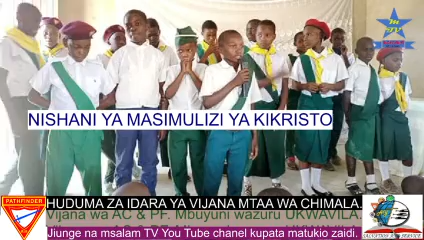 NISHANI YA MASIMULIZI YA KIKRISTO
HUDUMA ZA IDARA YA VIJANA MTAA WA CHIMALA.
PATHFINDER
Vijana wa AC & PF. Mbuyuni wazuru UKWAVILA.
Jiunge na msalam TV You Tube chanel kupata matukio zaidi.